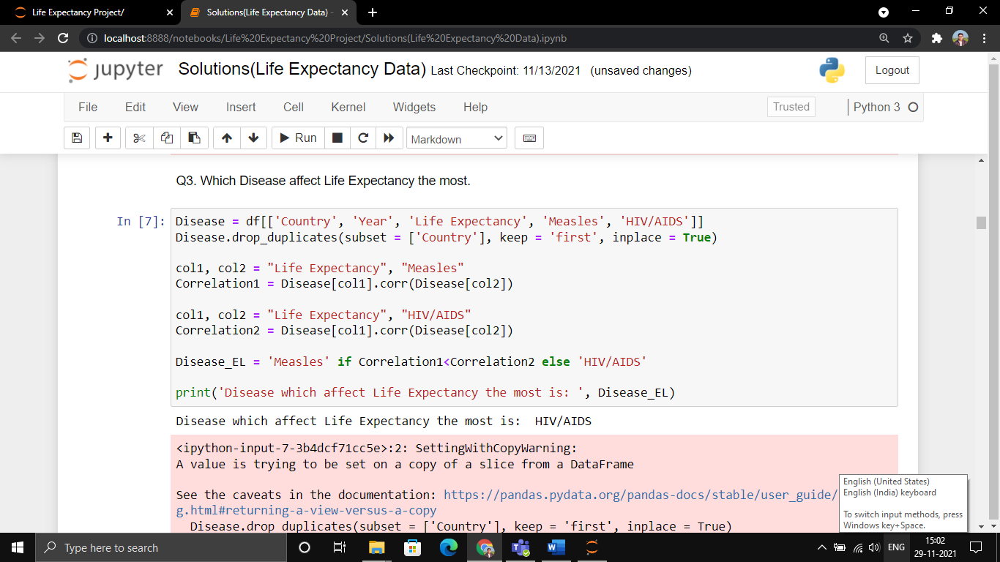 Life Expectancy Project/
Solutions(Life Expectancy Data) -
localhost:8888/notebooks/Life%20Expectancy%20Project/Solutions(Life%20Expectancy%20Data).ipynb
jupyter Solutions(Life Expectancy Data) Last Checkpoint: 11/13/2021 (unsaved changes)
Logout
File Edit View Insert Cell Kernel Widgets Help
Trusted
Python 3
Run
Markdown
Q3. Which Disease affect Life Expectancy the most.
In [7]:
Disease = df[['Country', 'Year', 'Life Expectancy', 'Measles', 'HIV/AIDS']]
Disease.drop_duplicates(subset = ['Country'], keep = 'first', inplace = True)
col1, col2 = "Life Expectancy", "Measles"
Correlation1 = Disease[col1].corr(Disease[col2])
col1, col2 = "Life Expectancy", "HIV/AIDS"
Correlation2 = Disease[col1].corr(Disease[col2])
Disease_EL = 'Measles' if Correlation1<Correlation2 else 'HIV/AIDS'
print('Disease which affect Life Expectancy the most is: ', Disease_EL)
Disease which affect Life Expectancy the most is:  HIV/AIDS
<ipython-input-7-3b4dcf71cc5e>:2: SettingWithCopyWarning:
A value is trying to be set on a copy of a slice from a DataFrame
See the caveats in the documentation: https://pandas.pydata.org/pandas-docs/stable/user_guide/
g.html#returning-a-view-versus-a-copy
Disease.drop_duplicates(subset = ['Country'], keep = 'first', inplace = True)
English (United States)
English (India) keyboard
To switch input methods, press
Windows key+Space.
Type here to search
ENG
15:02
29-11-2021